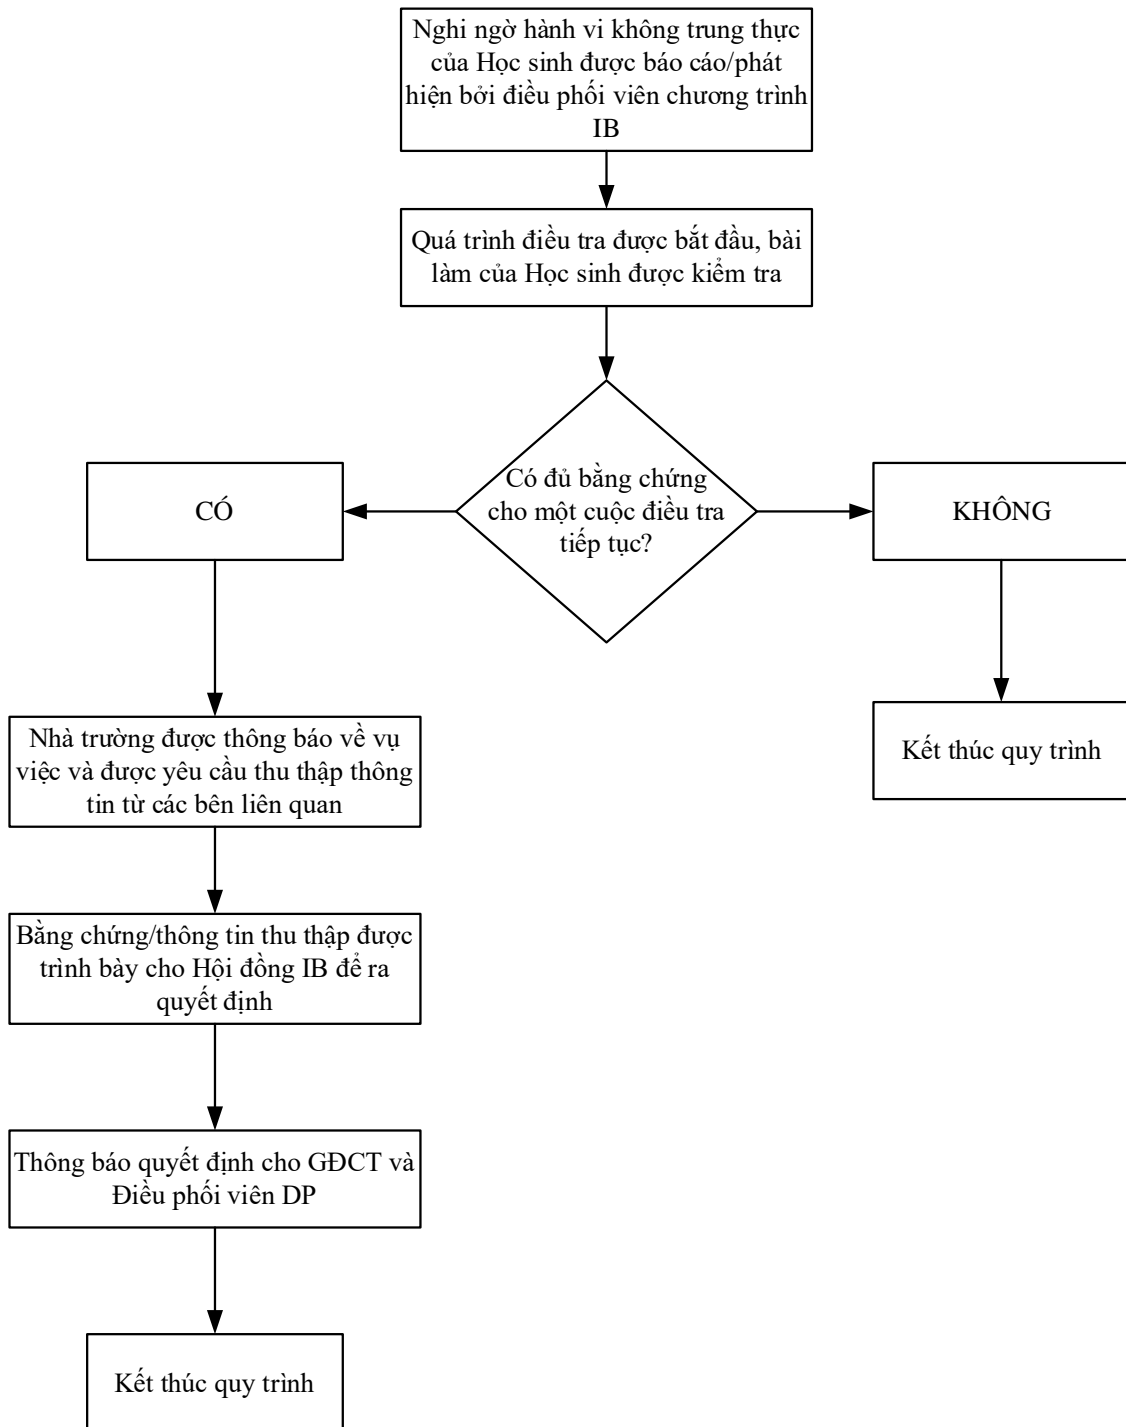 Nghi ngờ hành vi không trung thực
của Học sinh được báo cáo/phát
hiện bởi điều phối viên chương trình
IB
Quá trình điều tra được bắt đầu, bài
làm của Học sinh được kiểm tra
Có đủ bằng chứng
cho một cuộc điều tra
tiếp tục?
CÓ
KHÔNG
Nhà trường được thông báo về vụ
việc và được yêu cầu thu thập thông
tin từ các bên liên quan
Kết thúc quy trình
Bằng chứng/thông tin thu thập được
trình bày cho Hội đồng IB để ra
quyết định
Thông báo quyết định cho GĐCT và
Điều phối viên DP
Kết thúc quy trình